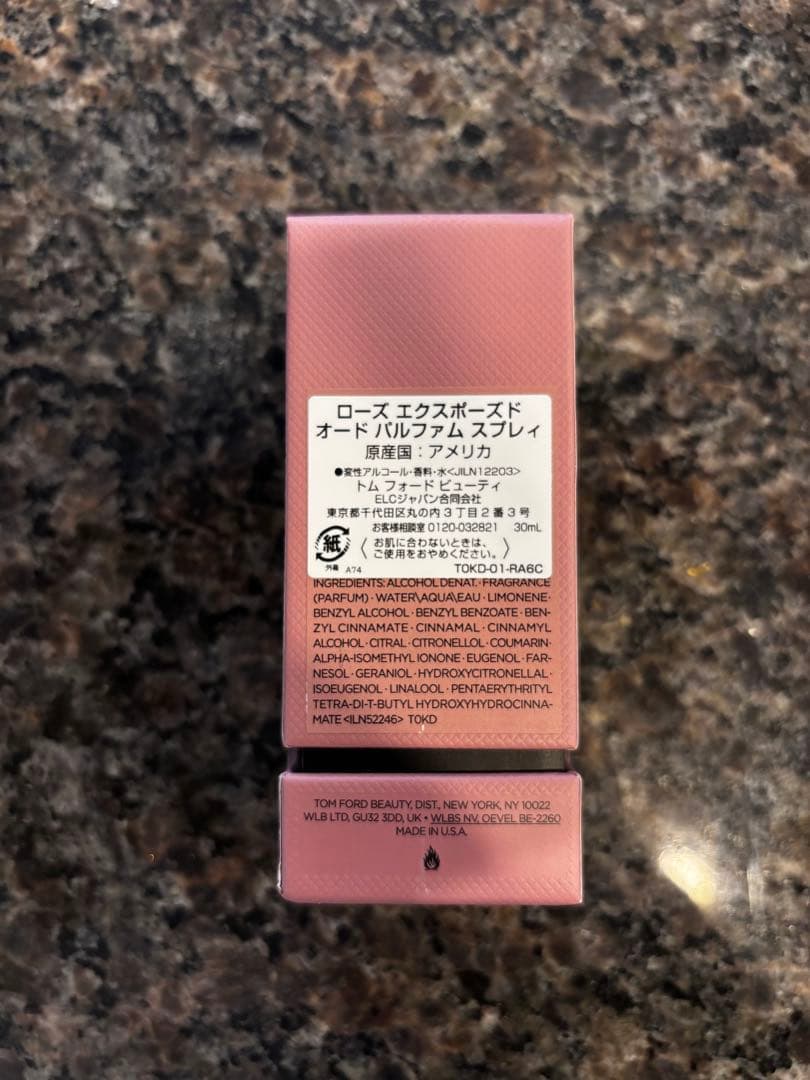 ローズ エクスポーズド
オード パルファム スプレィ
原産国：アメリカ
●変性アルコール・香料・水<JILN12203>
トム フォード ビューティ
ELCジャパン合同会社
東京都千代田区丸の内3丁目2番3号
お客様相談室 0120-032821 30mL
紙
外箱 A74
〈 お肌に合わないときは、
ご使用をおやめください。 〉
T0KD-01-RA6C
INGREDIENTS: ALCOHOL DENAT. · FRAGRANCE
(PARFUM) · WATER\AQUA\EAU · LIMONENE ·
BENZYL ALCOHOL · BENZYL BENZOATE · BEN-
ZYL CINNAMATE · CINNAMAL · CINNAMYL
ALCOHOL · CITRAL · CITRONELLOL · COUMARIN ·
ALPHA-ISOMETHYL IONONE · EUGENOL · FAR-
NESOL · GERANIOL · HYDROXYCITRONELLAL ·
ISOEUGENOL · LINALOOL · PENTAERYTHRITYL
TETRA-DI-T-BUTYL HYDROXYHYDROCINNA-
MATE <ILN52246> T0KD
TOM FORD BEAUTY, DIST., NEW YORK, NY 10022
WLB LTD, GU32 3DD, UK • WLBS NV, OEVEL BE-2260
MADE IN U.S.A.